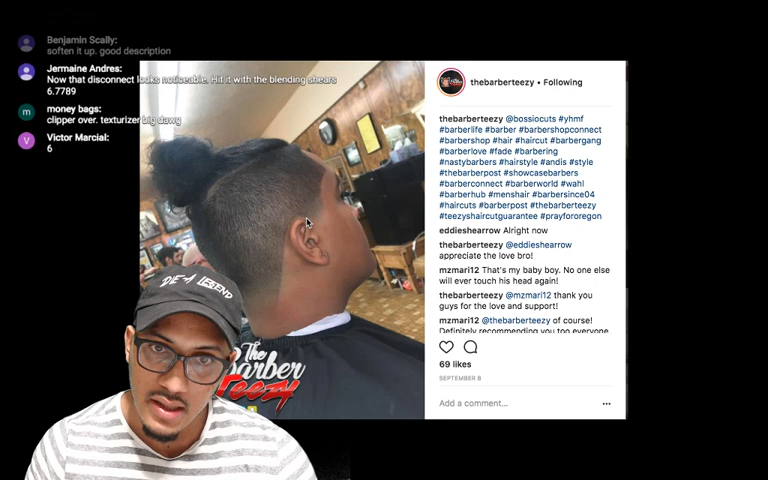 Benjamin Scally:
soften it up. good description
Jermaine Andres:
Now that disconnect looks noticeable. Hit it with the blending shears
6.7789
m
money bags:
clipper over. texturizer big dawg
V
Victor Marcial:
6
DIE A LEGEND
The
Barber
Teezy
thebarberteezy • Following
thebarberteezy @bossiocuts #yhmf
#barberlife #barber #barbershopconnect
#barbershop #hair #haircut #barbergang
#barberlove #fade #barbering
#nastybarbers #hairstyle #andis #style
#thebarberpost #showcasebarbers
#barberconnect #barberworld #wahl
#barberhub #menshair #barbersince04
#haircuts #barberpost #thebarberteezy
#teezyshaircutguarantee #prayfororegon
eddieshearrow Alright now
thebarberteezy @eddieshearrow
appreciate the love bro!
mzmari12 That's my baby boy. No one else
will ever touch his head again!
thebarberteezy @mzmari12 thank you
guys for the love and support!
mzmari12 @thebarberteezy of course!
Definitely recommending you too everyone
69 likes
SEPTEMBER 8
Add a comment...